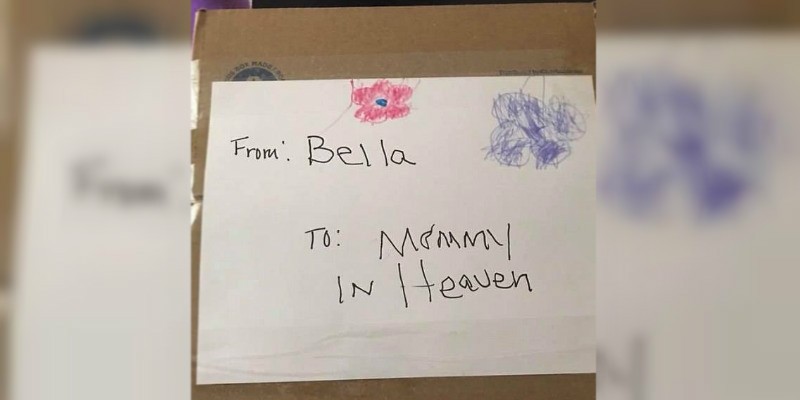 From: Bella
To: Mommy
IN Heaven